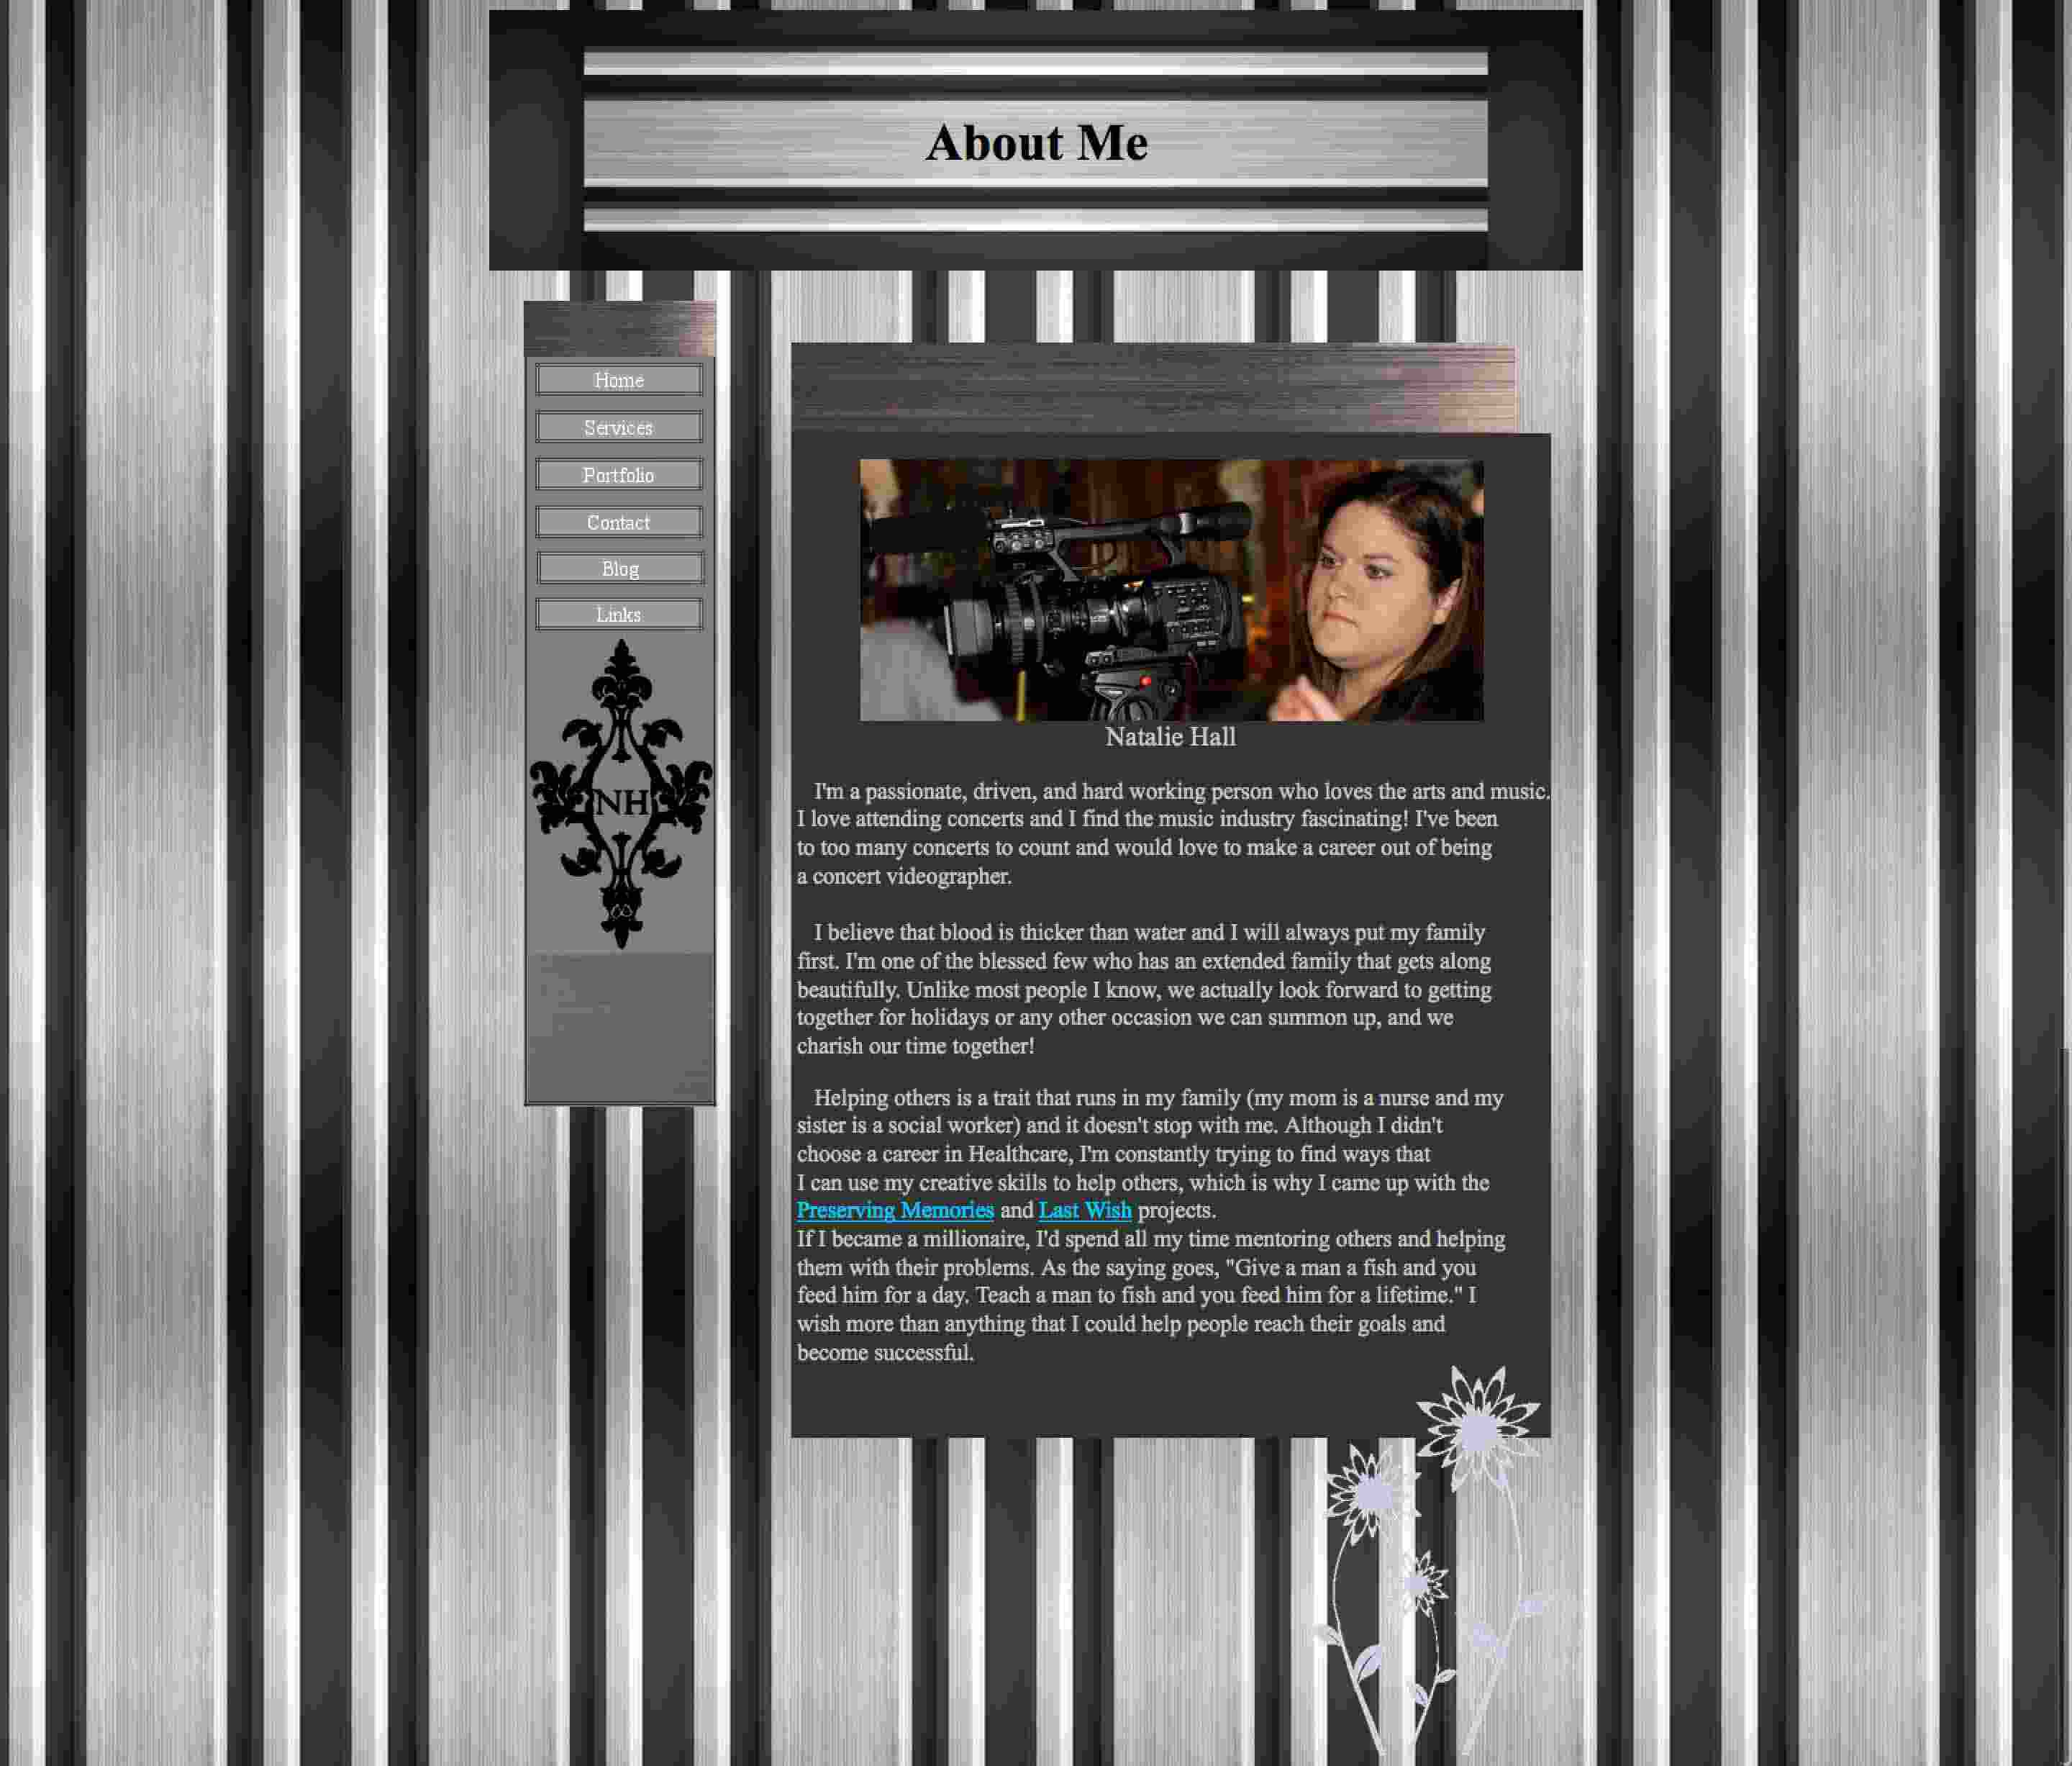 About Me
Home
Services
Portfolio
Contact
Blog
Links
NH
Natalie Hall
I'm a passionate, driven, and hard working person who loves the arts and music.
I love attending concerts and I find the music industry fascinating! I've been
to too many concerts to count and would love to make a career out of being
a concert videographer.
I believe that blood is thicker than water and I will always put my family
first. I'm one of the blessed few who has an extended family that gets along
beautifully. Unlike most people I know, we actually look forward to getting
together for holidays or any other occasion we can summon up, and we
charish our time together!
Helping others is a trait that runs in my family (my mom is a nurse and my
sister is a social worker) and it doesn't stop with me. Although I didn't
choose a career in Healthcare, I'm constantly trying to find ways that
I can use my creative skills to help others, which is why I came up with the
Preserving Memories and Last Wish projects.
If I became a millionaire, I'd spend all my time mentoring others and helping
them with their problems. As the saying goes, "Give a man a fish and you
feed him for a day. Teach a man to fish and you feed him for a lifetime." I
wish more than anything that I could help people reach their goals and
become successful.